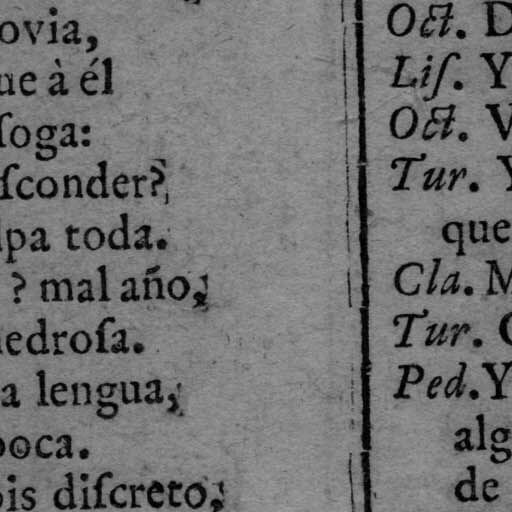 ovia,
ue à él
ſoga:
ſconder?
lpa toda.
? mal año,
edroſa.
a lengua,
oca.
is diſcreto,
Oct. D
Liſ. Y
Oct. V
Tur. Y
que
Cla. M
Tur. C
Ped. Y
alg
de